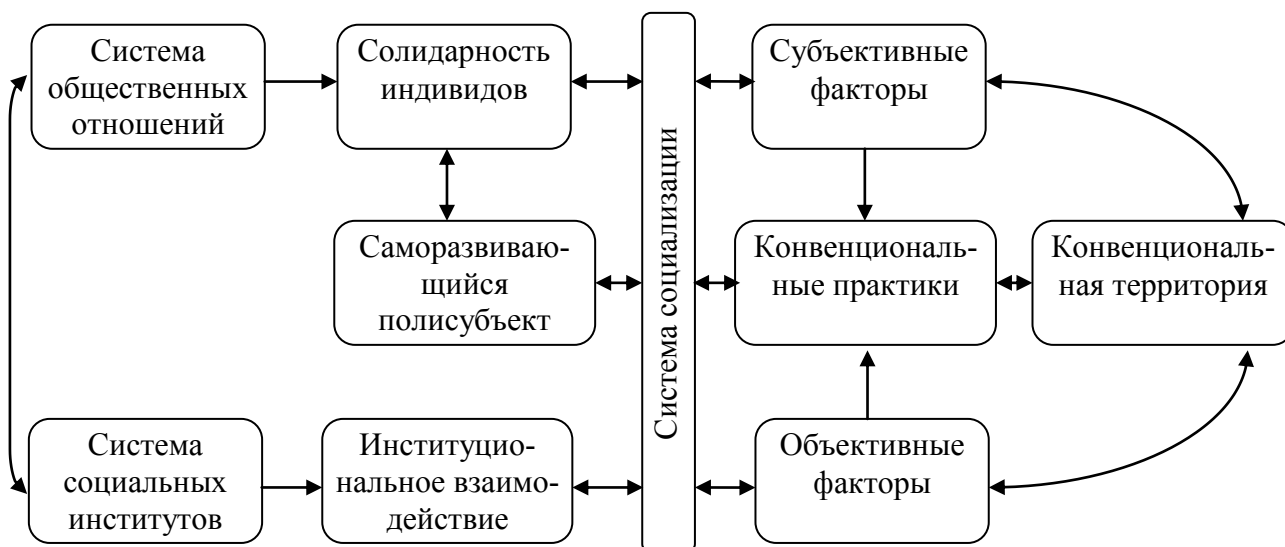 Система
общественных
отношений
Солидарность
индивидов
Саморазвиваю-
щийся
полисубъект
Система
социальных
институтов
Институцио-
нальное взаимо-
действие
Система социализации
Субъективные
факторы
Конвенциональ-
ные практики
Конвенциональ-
ная территория
Объективные
факторы